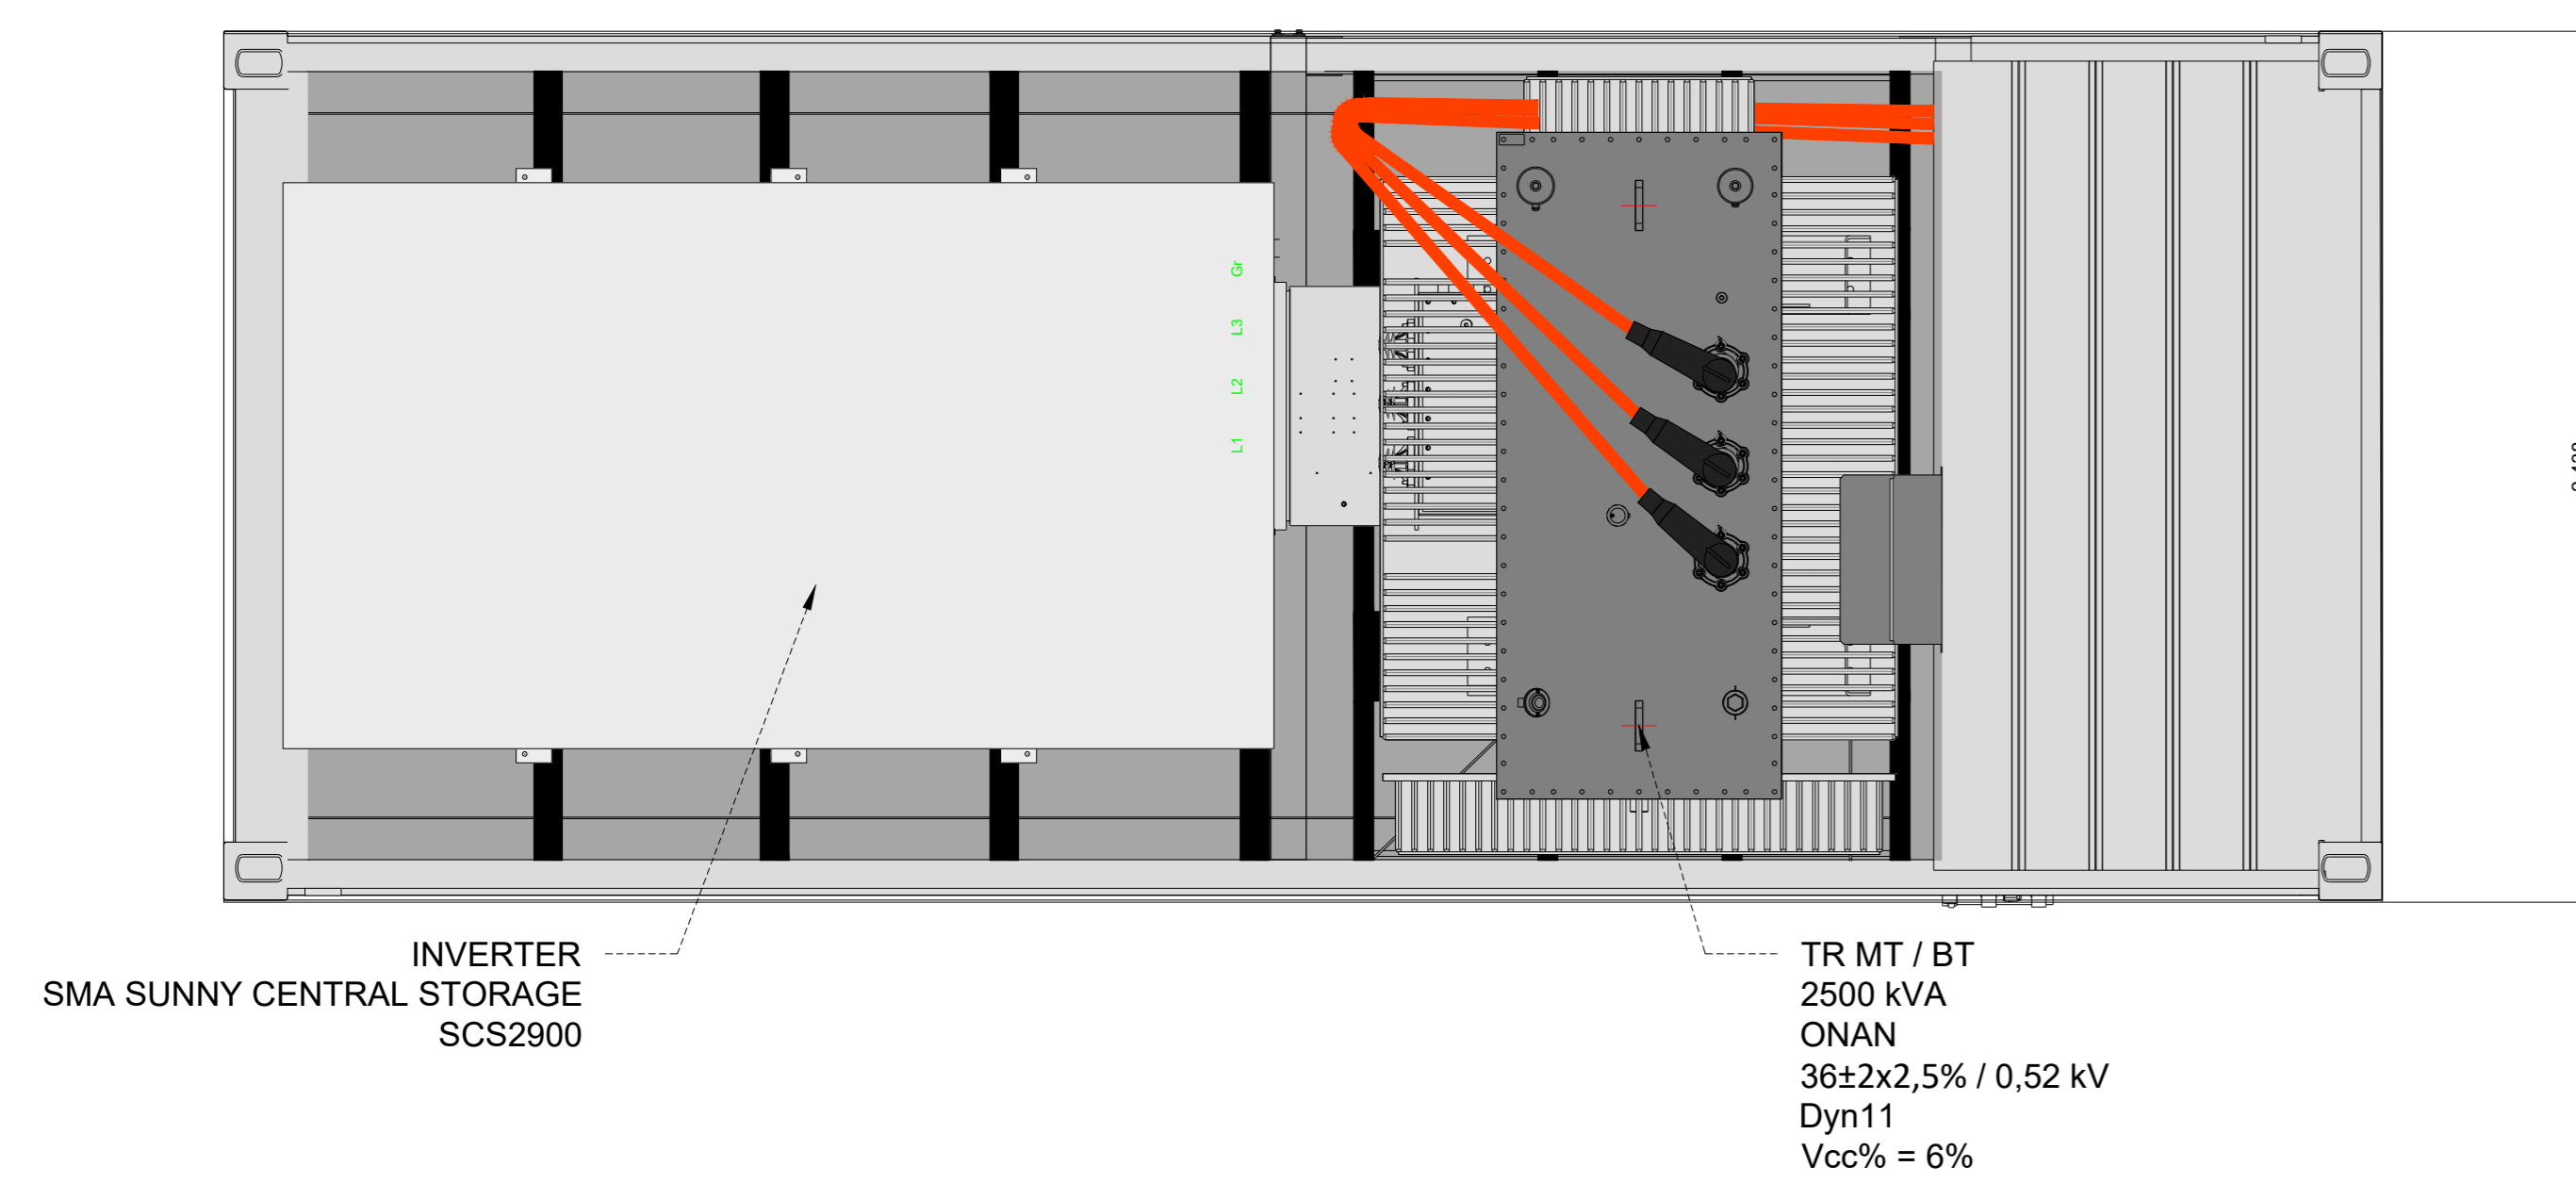 Gr
L3
L2
L1
INVERTER
SMA SUNNY CENTRAL STORAGE
SCS2900
TR MT / BT
2500 kVA
ONAN
36±2x2,5% / 0,52 kV
Dyn11
Vcc% = 6%